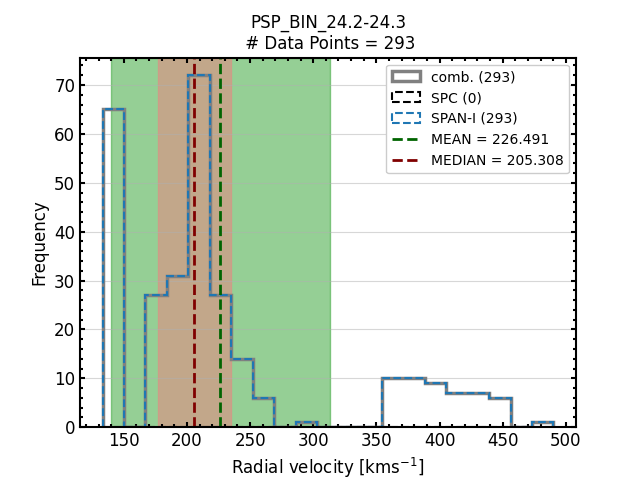 PSP_BIN_24.2-24.3
# Data Points = 293
comb. (293)
SPC (0)
SPAN-I (293)
MEAN = 226.491
MEDIAN = 205.308
Frequency
70
60
50
40
30
20
10
0
150 200 250 300 350 400 450 500
Radial velocity [kms⁻¹]